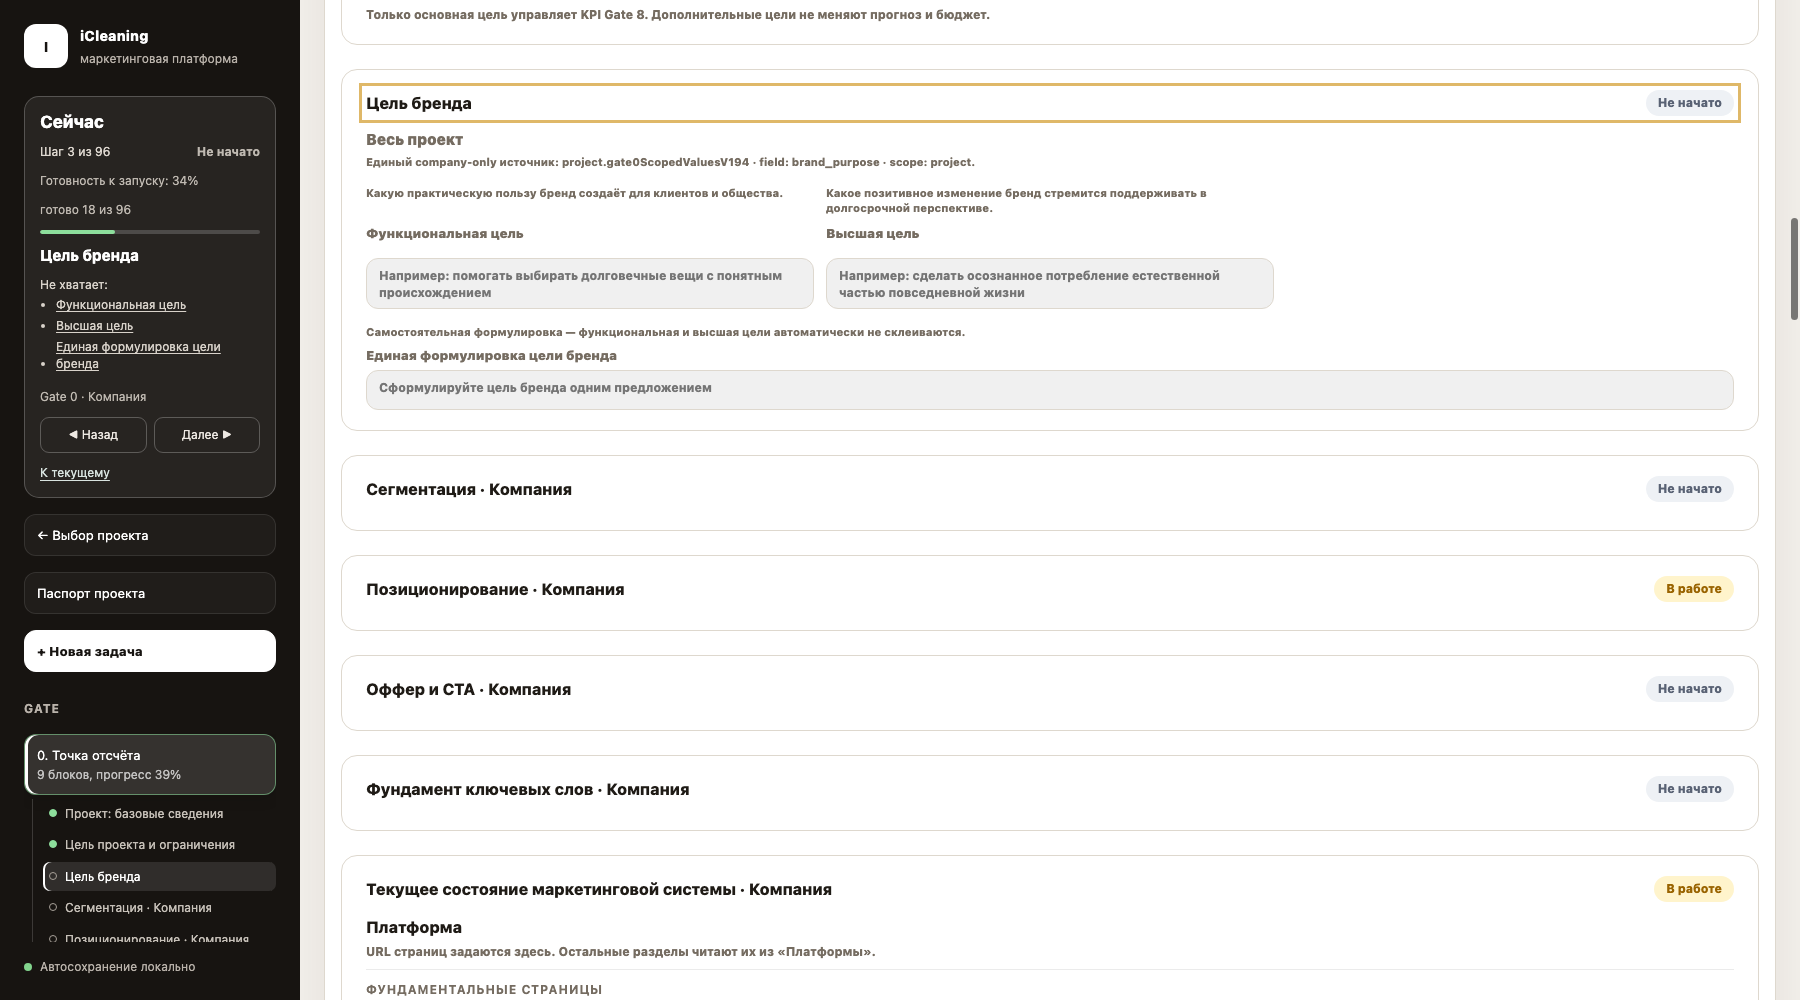 I
iCleaning
маркетинговая платформа
Сейчас
Шаг 3 из 96
Не начато
Готовность к запуску: 34%
готово 18 из 96
Цель бренда
Не хватает:
• Функциональная цель
• Высшая цель
• Единая формулировка цели
бренда
Gate 0 · Компания
◀ Назад
Далее ▶
К текущему
← Выбор проекта
Паспорт проекта
+ Новая задача
GATE
0. Точка отсчёта
9 блоков, прогресс 39%
Проект: базовые сведения
Цель проекта и ограничения
Цель бренда
Сегментация · Компания
Позиционирование · Компания
Автосохранение локально
Только основная цель управляет KPI Gate 8. Дополнительные цели не меняют прогноз и бюджет.
Цель бренда
Не начато
Весь проект
Единый company-only источник: project.gate0ScopedValuesV194 · field: brand_purpose · scope: project.
Какую практическую пользу бренд создаёт для клиентов и общества.
Функциональная цель
Например: помогать выбирать долговечные вещи с понятным
происхождением
Какое позитивное изменение бренд стремится поддерживать в
долгосрочной перспективе.
Высшая цель
Например: сделать осознанное потребление естественной
частью повседневной жизни
Самостоятельная формулировка — функциональная и высшая цели автоматически не склеиваются.
Единая формулировка цели бренда
Сформулируйте цель бренда одним предложением
Сегментация · Компания
Не начато
Позиционирование · Компания
В работе
Оффер и CTA · Компания
Не начато
Фундамент ключевых слов · Компания
Не начато
Текущее состояние маркетинговой системы · Компания
В работе
Платформа
URL страниц задаются здесь. Остальные разделы читают их из «Платформы».
ФУНДАМЕНТАЛЬНЫЕ СТРАНИЦЫ